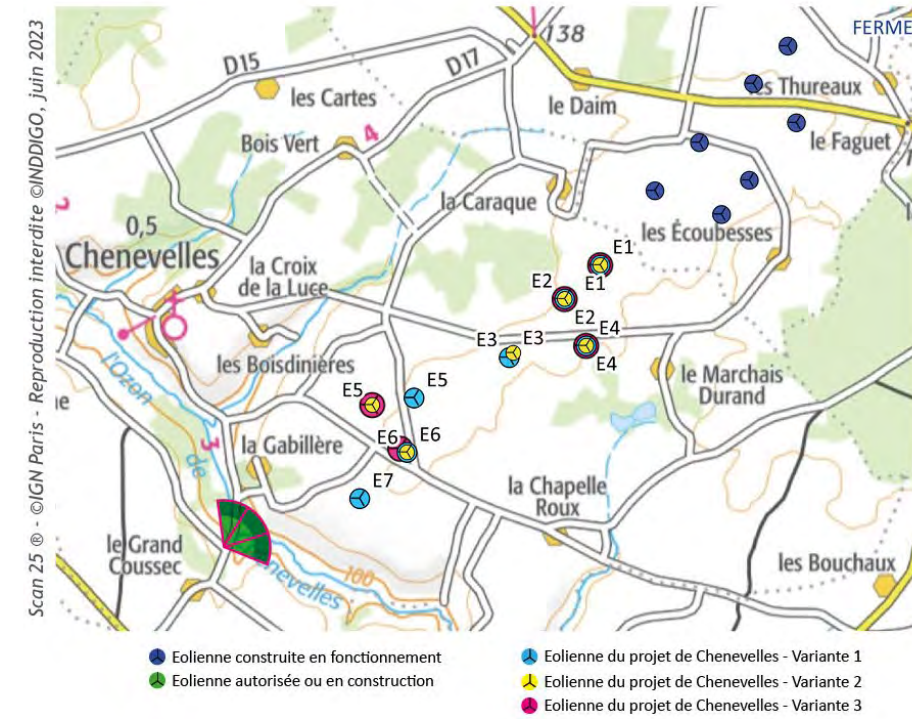 Scan 25 ® - ©IGN Paris - Reproduction interdite ©INDDIGO, juin 2023
138
FERME
D15
D17
les Thureaux
les Cartes
le Daim
4
Bois Vert
le Faguet
2
la Caraque
0,5
Chenevelles
les Écoubesses
E1
la Croix
de la Luce
E1
E2
E2
E4
E3
E3
E4
les Boisdinières
l'Ozon
le Marchais
Durand
E5
E5
3
de
la Gabillère
E6
E6
E7
la Chapelle
Roux
le Grand
Coussec
Chenevelles
100
les Bouchaux
Eolienne construite en fonctionnement
Eolienne autorisée ou en construction
Eolienne du projet de Chenevelles - Variante 1
Eolienne du projet de Chenevelles - Variante 2
Eolienne du projet de Chenevelles - Variante 3